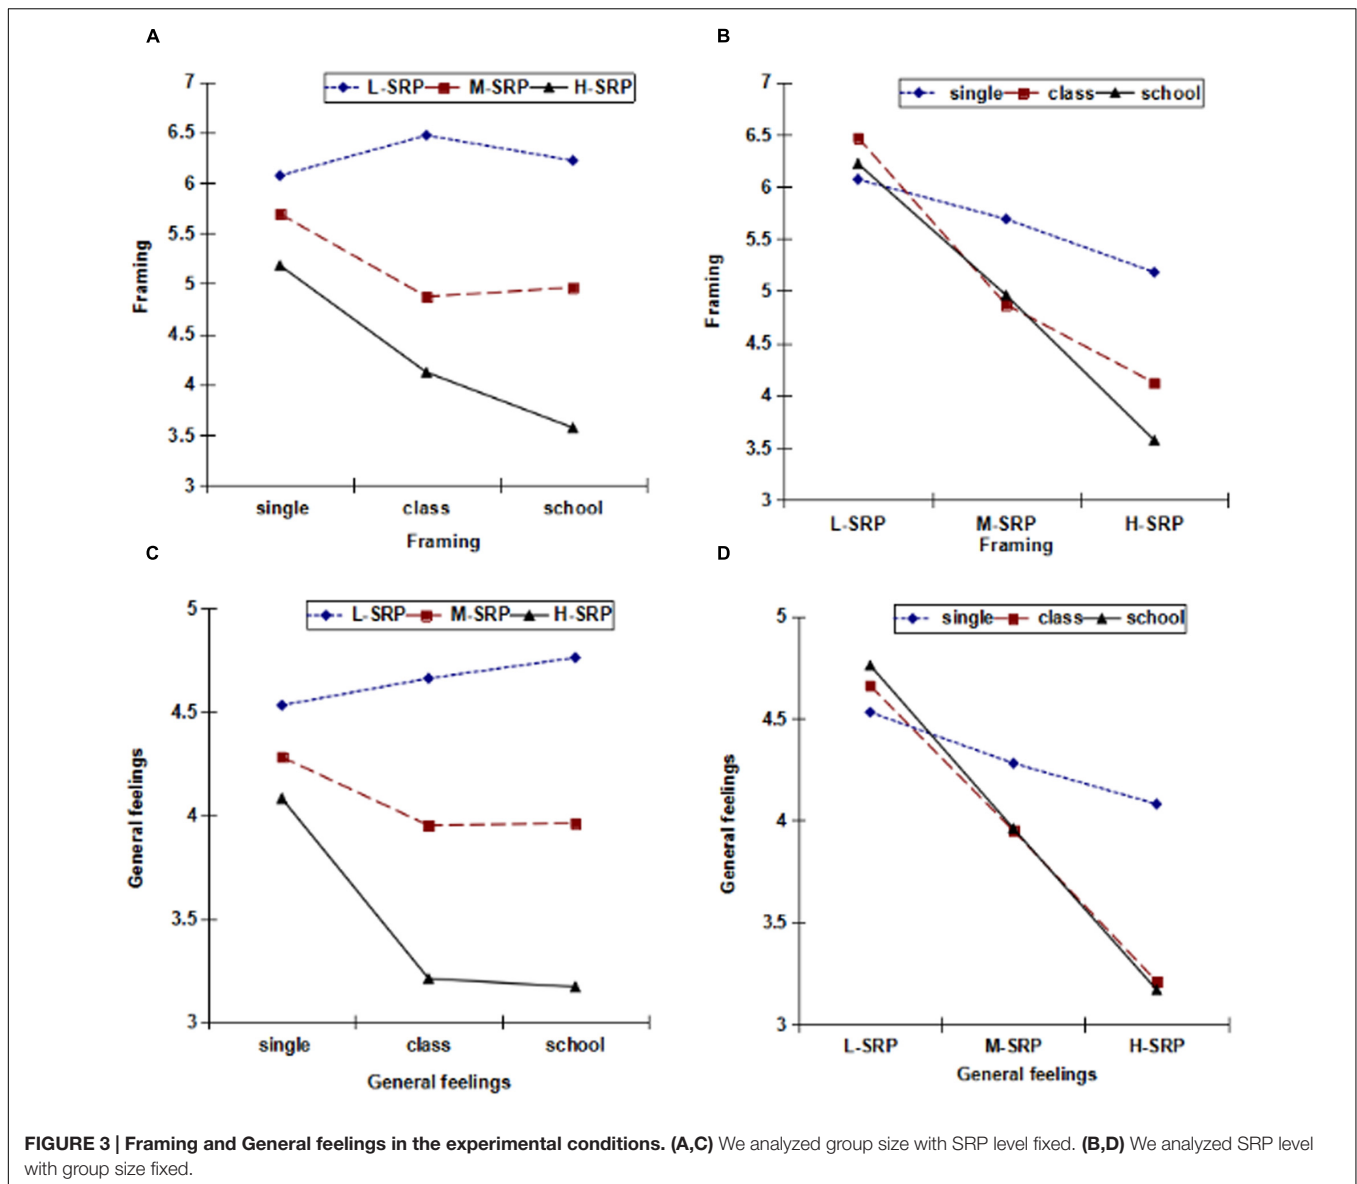 A
L-SRP M-SRP H-SRP
7
6.5
6
5.5
5
4.5
4
3.5
3
Framing
single class school
Framing
B
single class school
7
6.5
6
5.5
5
4.5
4
3.5
3
Framing
L-SRP M-SRP H-SRP
Framing
C
L-SRP M-SRP H-SRP
5
4.5
4
3.5
3
General feelings
single class school
General feelings
D
single class school
5
4.5
4
3.5
3
General feelings
L-SRP M-SRP H-SRP
General feelings
FIGURE 3 | Framing and General feelings in the experimental conditions. (A,C) We analyzed group size with SRP level fixed. (B,D) We analyzed SRP level
with group size fixed.